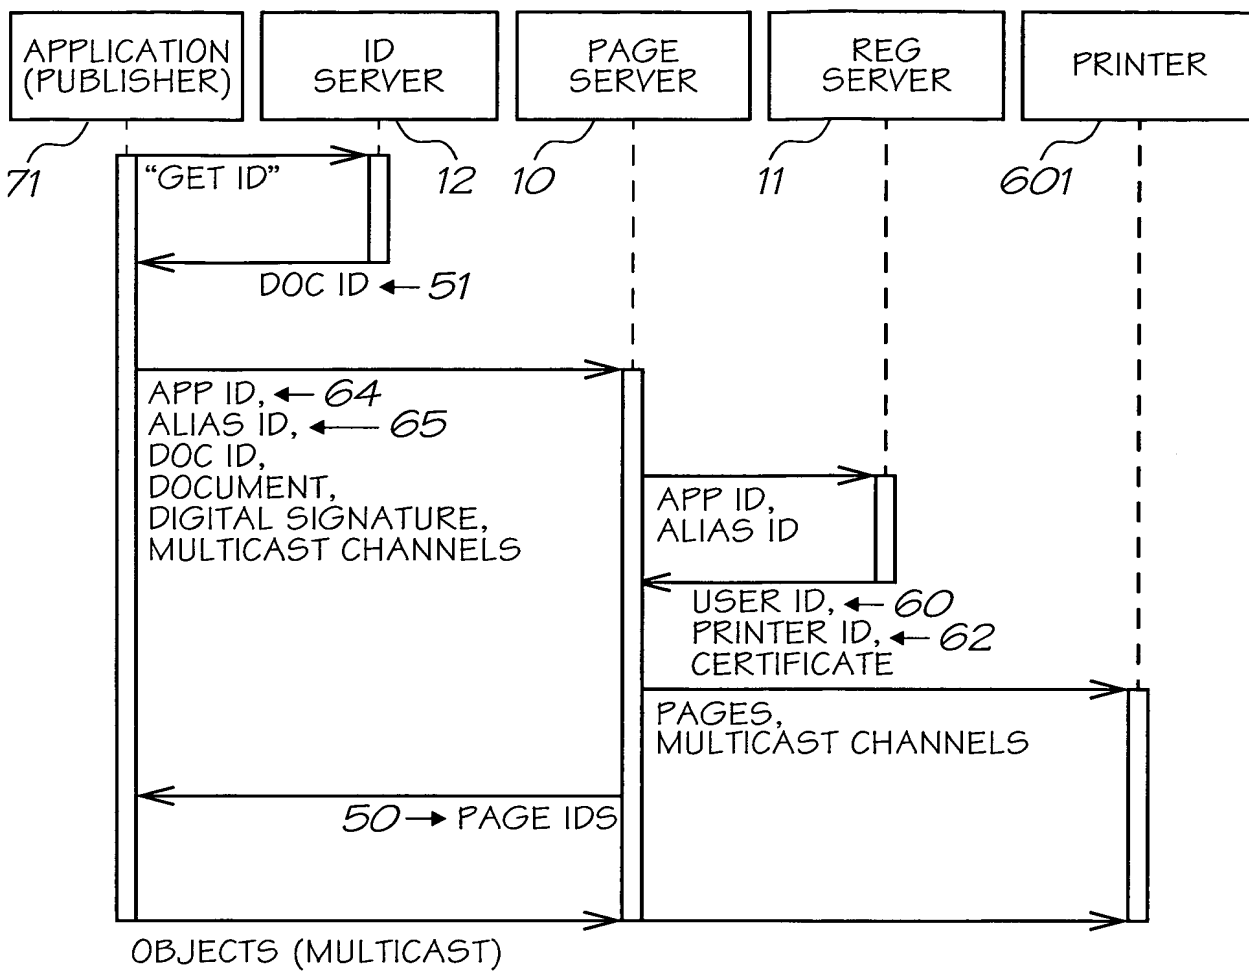 APPLICATION
(PUBLISHER)
ID
SERVER
PAGE
SERVER
REG
SERVER
PRINTER
71
12
10
11
601
"GET ID"
DOC ID ← 51
APP ID, ← 64
ALIAS ID, ← 65
DOC ID,
DOCUMENT,
DIGITAL SIGNATURE,
MULTICAST CHANNELS
APP ID,
ALIAS ID
USER ID, ← 60
PRINTER ID, ← 62
CERTIFICATE
PAGES,
MULTICAST CHANNELS
50 → PAGE IDS
OBJECTS (MULTICAST)